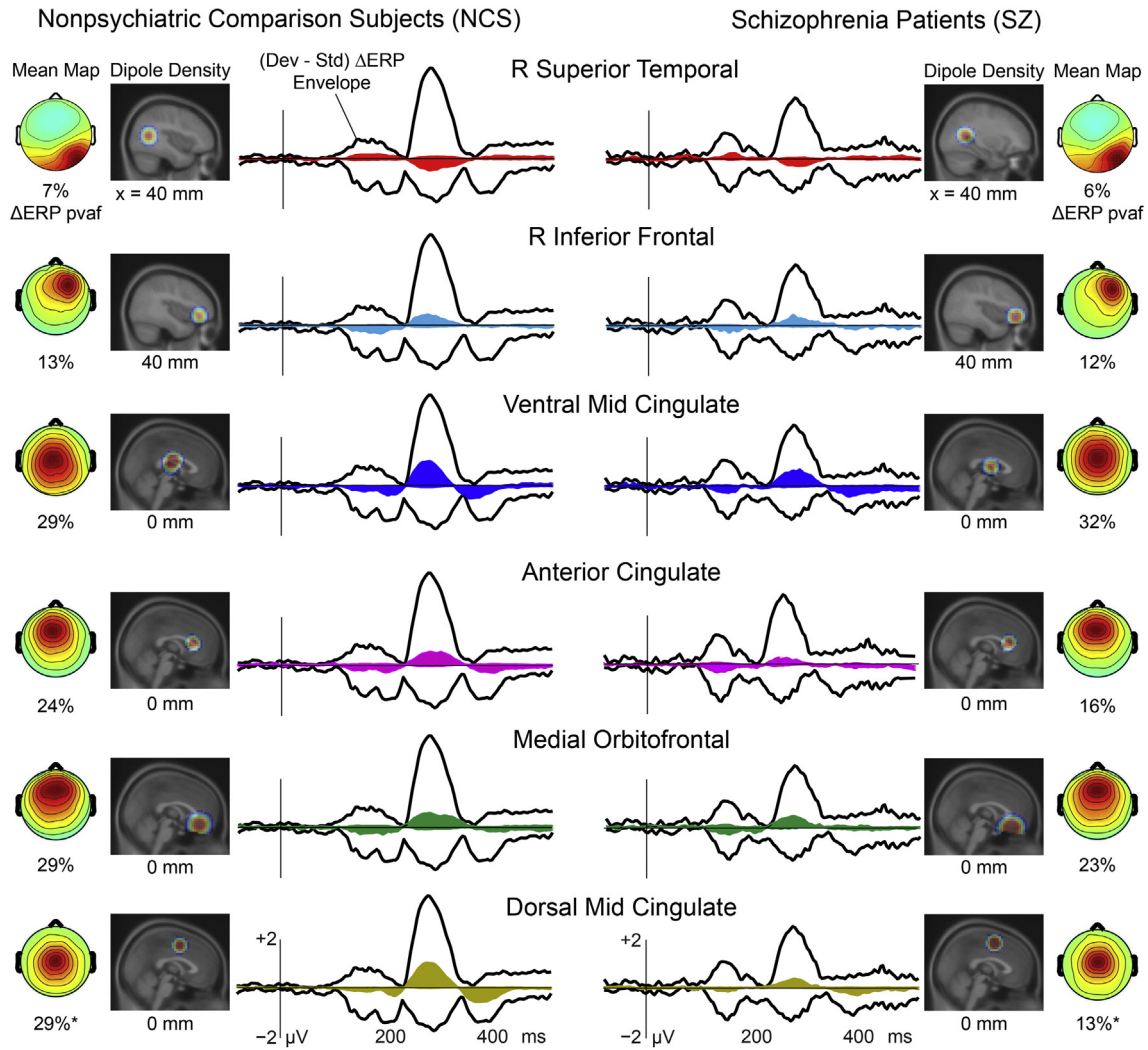 Nonpsychiatric Comparison Subjects (NCS)
Schizophrenia Patients (SZ)
Mean Map
Dipole Density
(Dev - Std) ΔERP
Envelope
R Superior Temporal
Dipole Density
Mean Map
7%
ΔERP pvaf
x = 40 mm
x = 40 mm
6%
ΔERP pvaf
R Inferior Frontal
13%
40 mm
40 mm
12%
Ventral Mid Cingulate
29%
0 mm
0 mm
32%
Anterior Cingulate
24%
0 mm
0 mm
16%
Medial Orbitofrontal
29%
0 mm
0 mm
23%
Dorsal Mid Cingulate
+2
+2
29%*
0 mm
−2 µV
200
400
ms
−2 µV
200
400
ms
0 mm
13%*